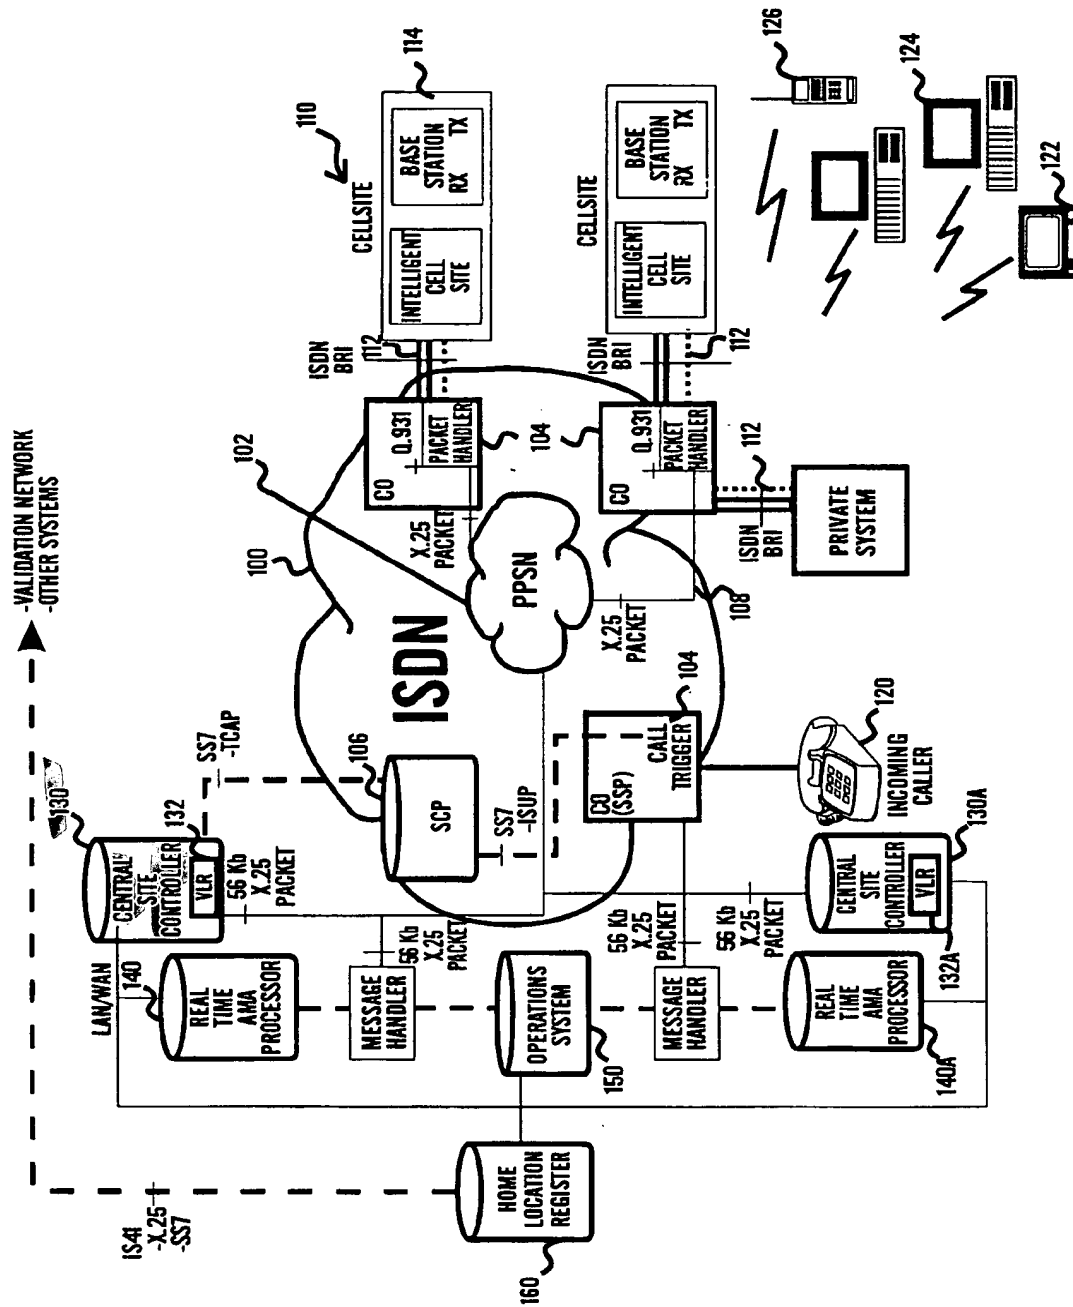 -VALIDATION NETWORK
-OTHER SYSTEMS
IS41
-X.25
-SS7
160
HOME
LOCATION
REGISTER
LAN/WAN
130
CENTRAL
SITE
CONTROLLER
VLR
132
SS7
-TCAP
56 Kb
X.25
PACKET
140
REAL
TIME
AMA
PROCESSOR
MESSAGE
HANDLER
56 Kb
X.25
PACKET
OPERATIONS
SYSTEM
150
MESSAGE
HANDLER
56 Kb
X.25
PACKET
REAL
TIME
AMA
PROCESSOR
140A
56 Kb
X.25
PACKET
CENTRAL
SITE
CONTROLLER
VLR
130A
132A
100
102
ISDN
106
SCP
SS7
-ISUP
CO
(SSP)
CALL
TRIGGER
104
120
INCOMING
CALLER
PPSN
X.25
PACKET
X.25
PACKET
108
CO
Q.931
PACKET
HANDLER
104
CO
Q.931
PACKET
HANDLER
104
ISDN
BRI
112
ISDN
BRI
112
ISDN
BRI
112
PRIVATE
SYSTEM
110
CELLSITE
114
INTELLIGENT
CELL
SITE
BASE
STATION
RX TX
CELLSITE
INTELLIGENT
CELL
SITE
BASE
STATION
RX TX
126
124
122